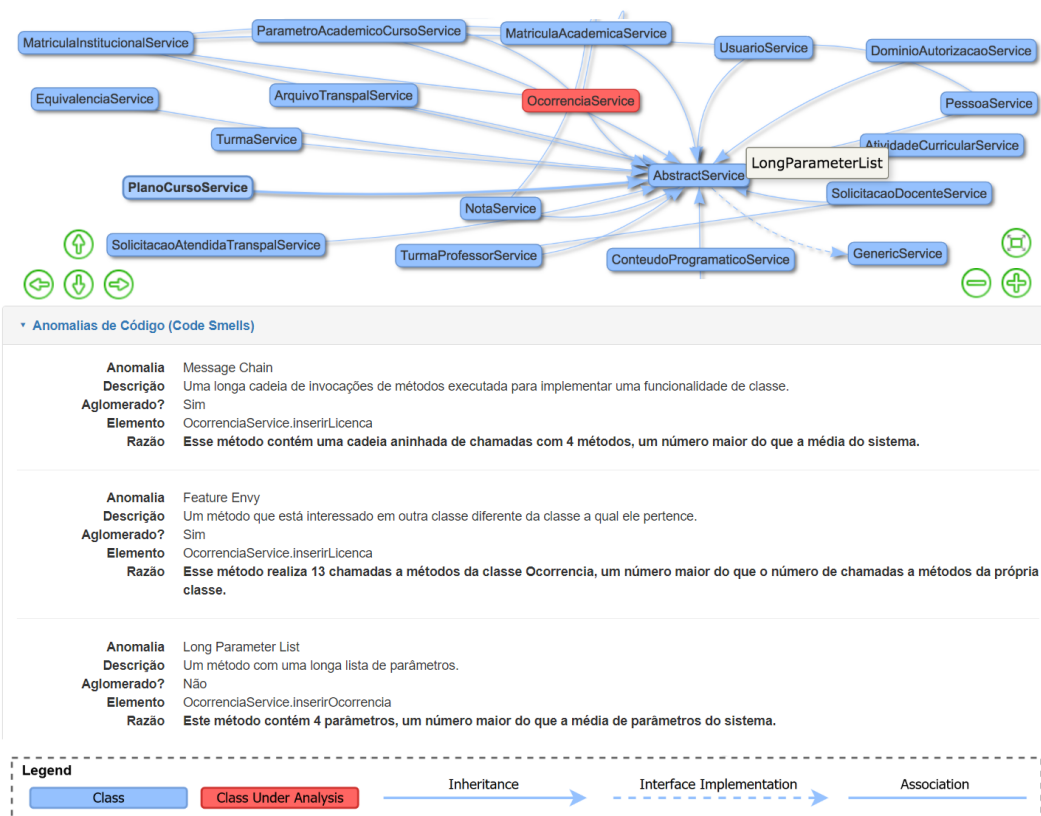 ParametroAcademicoCursoService
MatriculaAcademicaService
MatriculaInstitucionalService
UsuarioService
DominioAutorizacaoService
EquivalenciaService
ArquivoTranspalService
OcorrenciaService
PessoaService
TurmaService
AtividadeCurricularService
LongParameterList
AbstractService
PlanoCursoService
SolicitacaoDocenteService
NotaService
SolicitacaoAtendidaTranspalService
TurmaProfessorService
ConteudoProgramaticoService
GenericService
Anomalias de Código (Code Smells)
Anomalia Message Chain
Descrição Uma longa cadeia de invocações de métodos executada para implementar uma funcionalidade de classe.
Aglomerado? Sim
Elemento OcorrenciaService.inserirLicenca
Razão Esse método contém uma cadeia aninhada de chamadas com 4 métodos, um número maior do que a média do sistema.
Anomalia Feature Envy
Descrição Um método que está interessado em outra classe diferente da classe a qual ele pertence.
Aglomerado? Sim
Elemento OcorrenciaService.inserirLicenca
Razão Esse método realiza 13 chamadas a métodos da classe Ocorrencia, um número maior do que o número de chamadas a métodos da própria
classe.
Anomalia Long Parameter List
Descrição Um método com uma longa lista de parâmetros.
Aglomerado? Não
Elemento OcorrenciaService.inserirOcorrencia
Razão Este método contém 4 parâmetros, um número maior do que a média de parâmetros do sistema.
Legend
Class
Class Under Analysis
Inheritance
Interface Implementation
Association